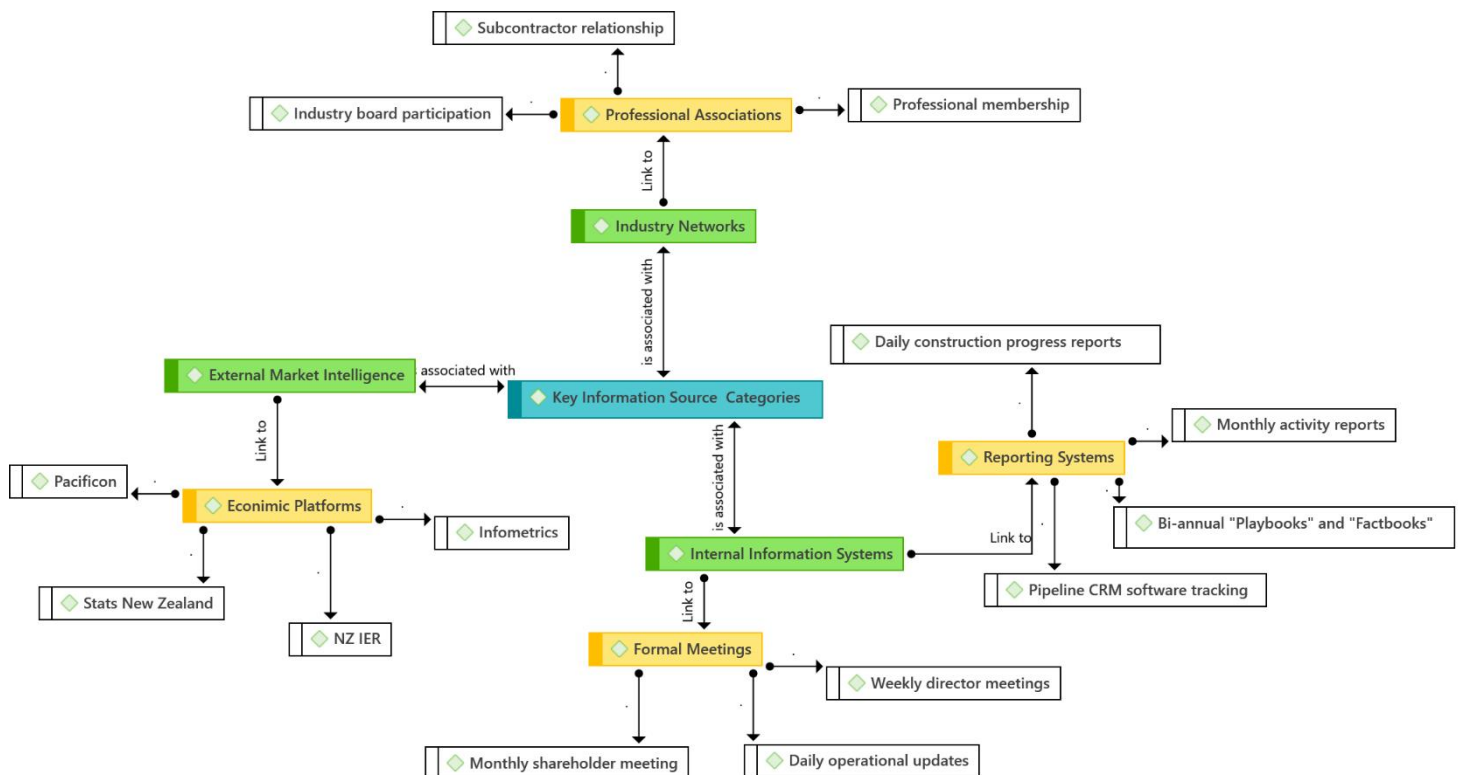 Subcontractor relationship
Industry board participation
Professional Associations
Professional membership
Link to
Industry Networks
is associated with
Daily construction progress reports
External Market Intelligence
s associated with
Key Information Source Categories
Monthly activity reports
Link to
is associated with
Reporting Systems
Pacificon
Econimic Platforms
Infometrics
Bi-annual "Playbooks" and "Factbooks"
Link to
Internal Information Systems
Stats New Zealand
Pipeline CRM software tracking
Link to
NZ IER
Formal Meetings
Weekly director meetings
Monthly shareholder meeting
Daily operational updates